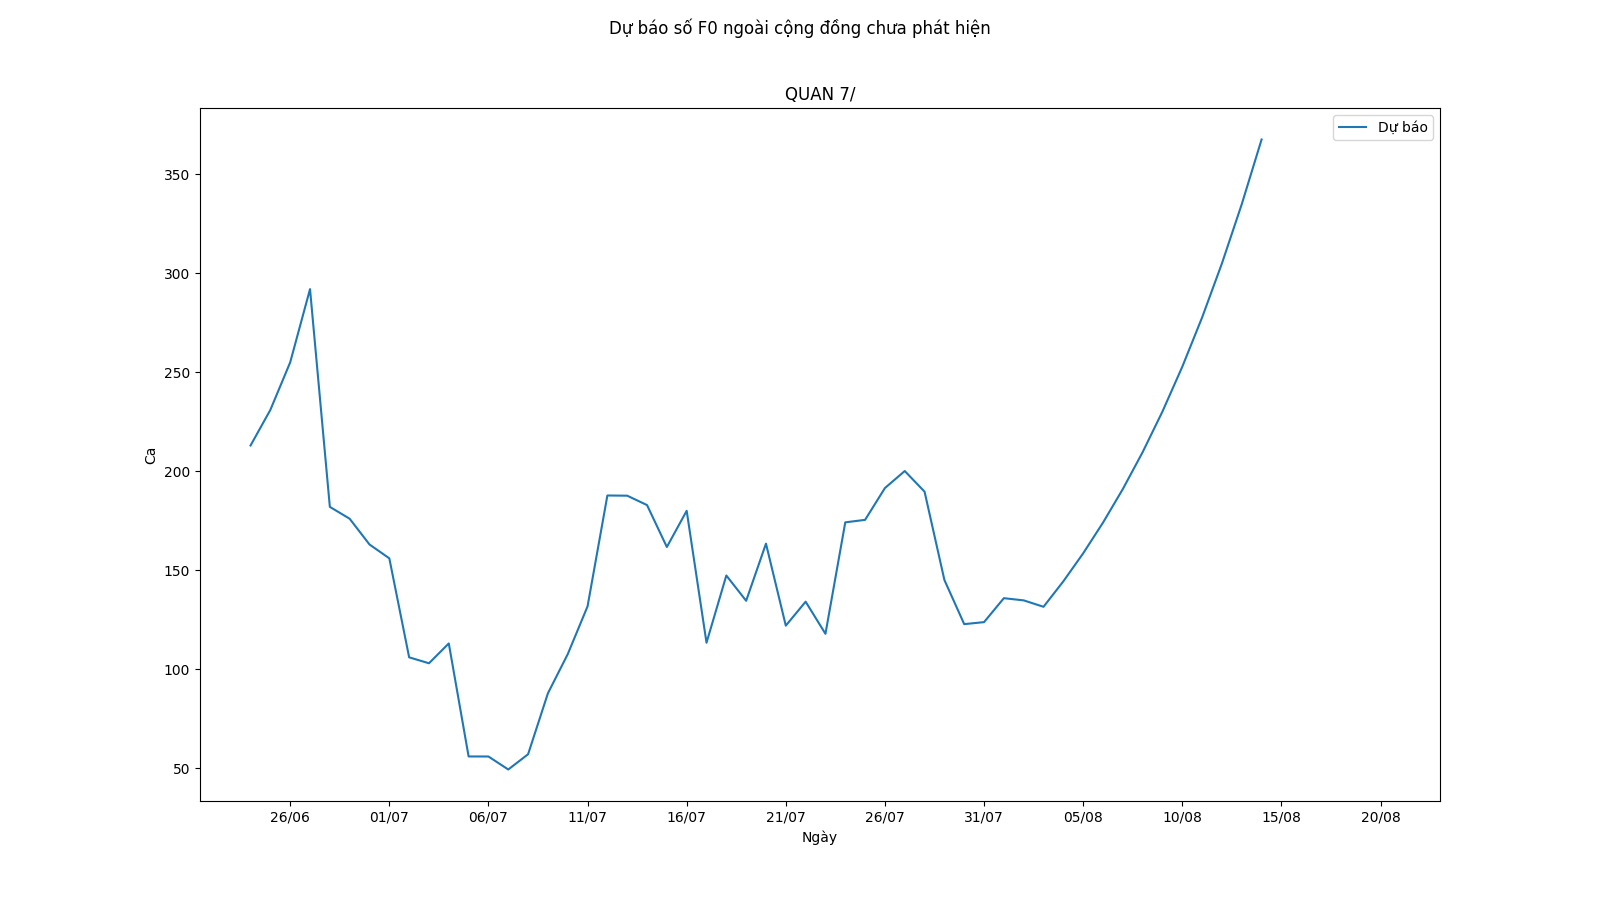 Dự báo số F0 ngoài cộng đồng chưa phát hiện
QUAN 7/
Dự báo
350
300
250
200
150
100
50
Ca
26/06 01/07 06/07 11/07 16/07 21/07 26/07 31/07 05/08 10/08 15/08 20/08
Ngày